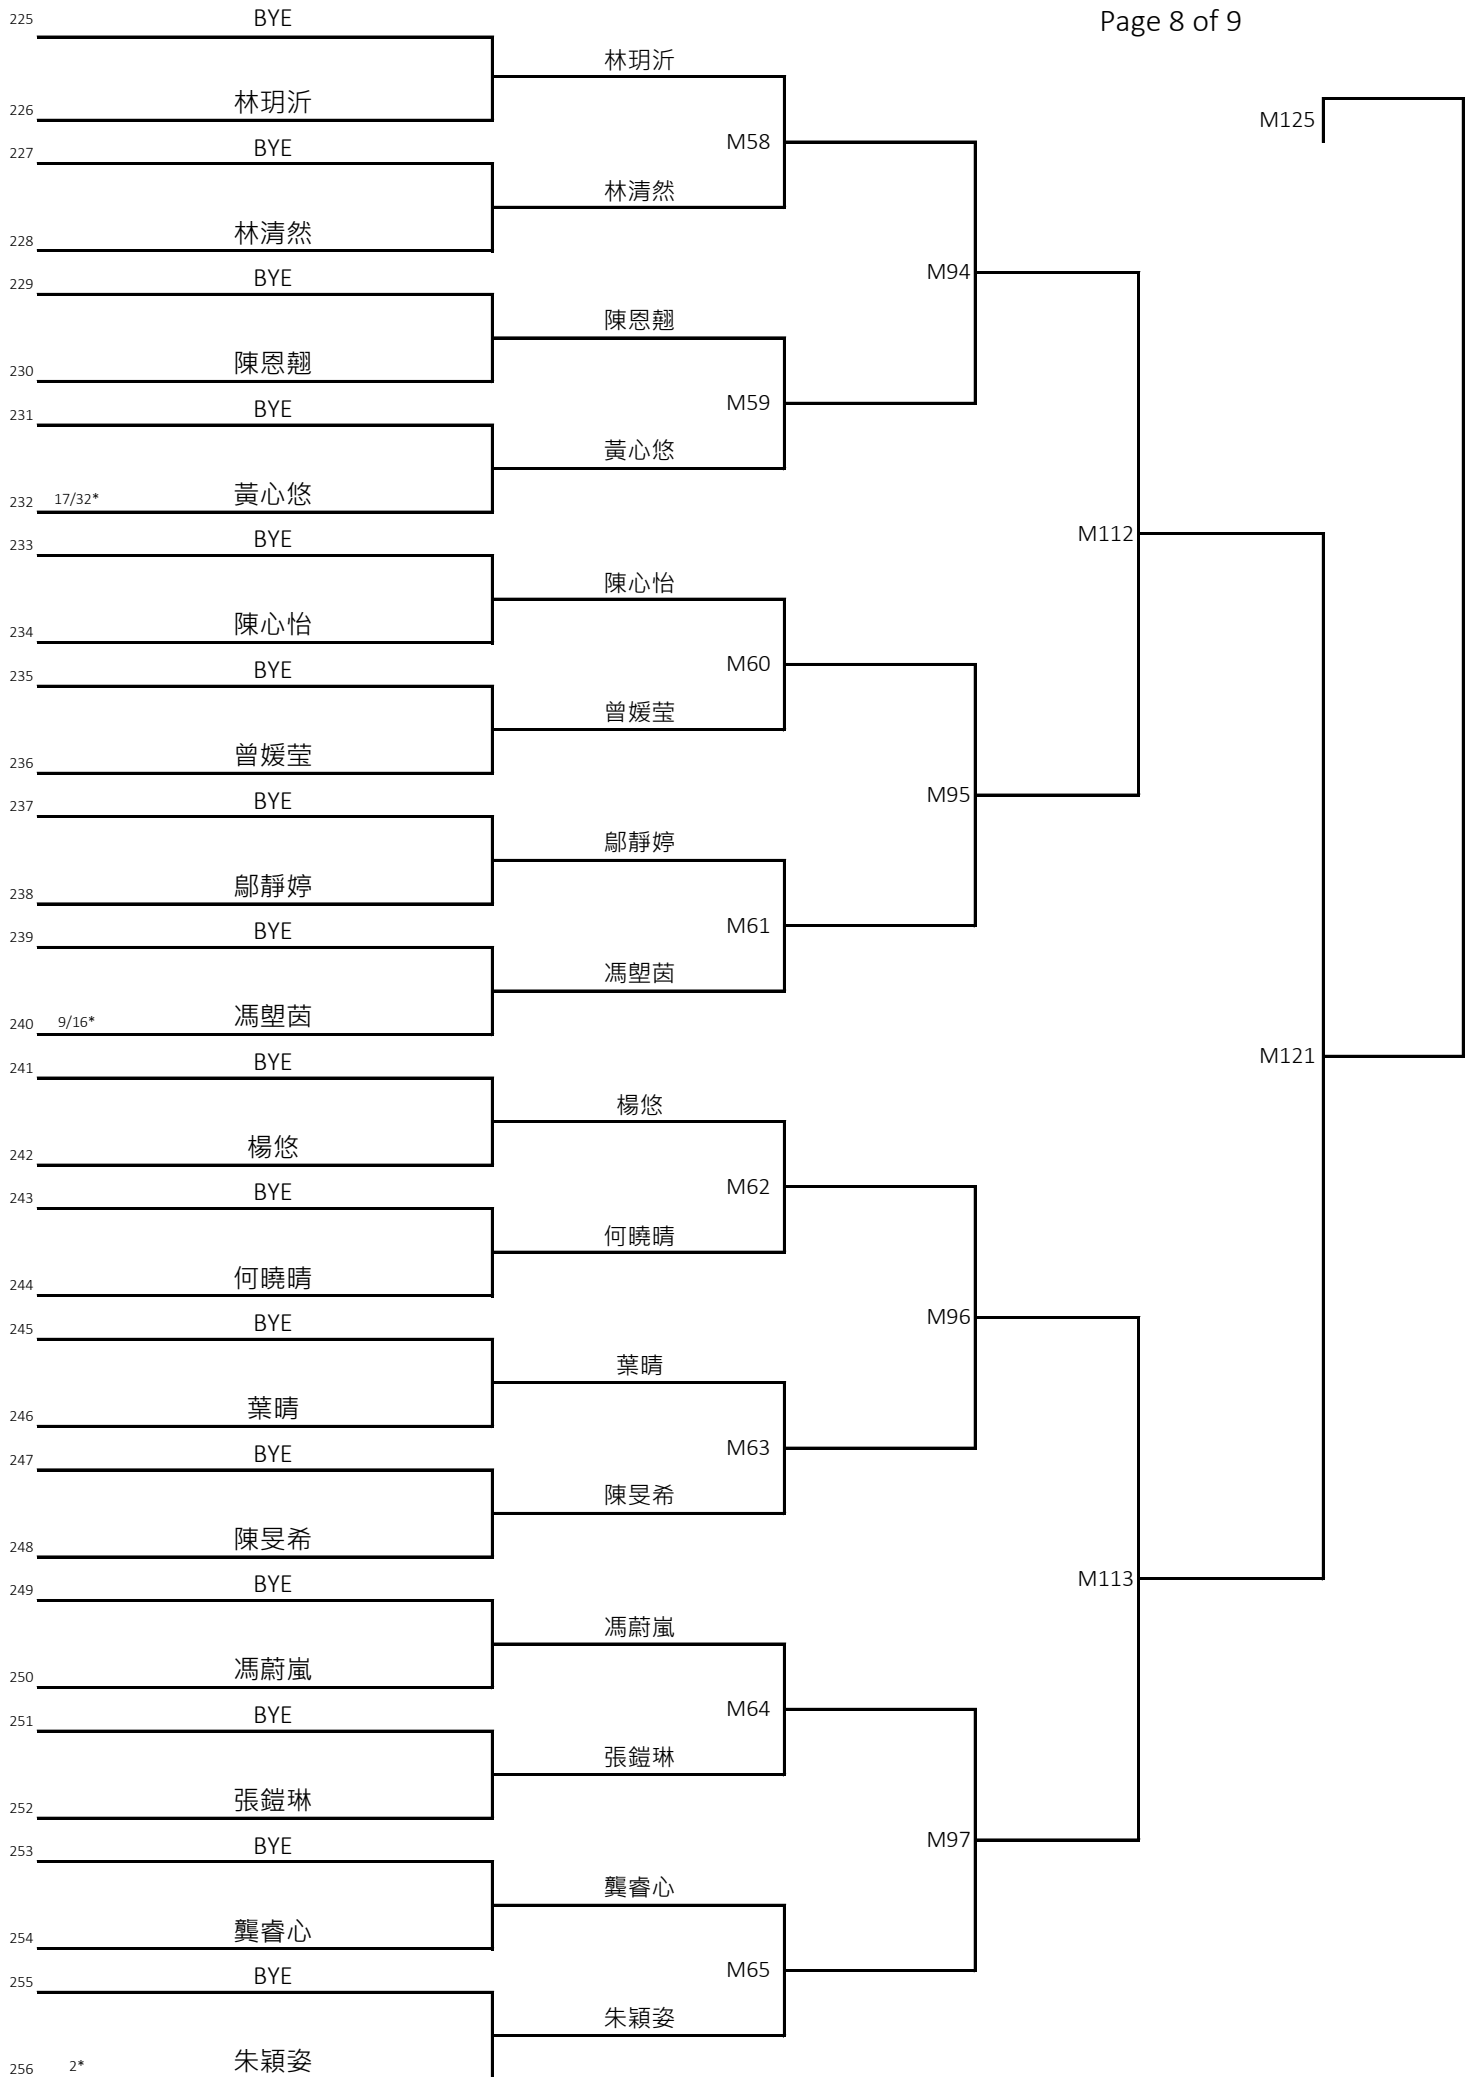 225 BYE
Page 8 of 9
林玥沂
226 林玥沂
M125
227 BYE
M58
林清然
228 林清然
M94
229 BYE
陳恩翹
230 陳恩翹
M59
231 BYE
黃心悠
232 17/32* 黃心悠
M112
233 BYE
陳心怡
234 陳心怡
M60
235 BYE
曾媛莹
236 曾媛莹
M95
237 BYE
鄔靜婷
238 鄔靜婷
M61
239 BYE
馮塱茵
240 9/16* 馮塱茵
M121
241 BYE
楊悠
242 楊悠
M62
243 BYE
何曉晴
244 何曉晴
M96
245 BYE
葉晴
246 葉晴
M63
247 BYE
陳旻希
248 陳旻希
M113
249 BYE
馮蔚嵐
250 馮蔚嵐
M64
251 BYE
張鎧琳
252 張鎧琳
M97
253 BYE
龔睿心
254 龔睿心
M65
255 BYE
朱穎姿
256 2* 朱穎姿